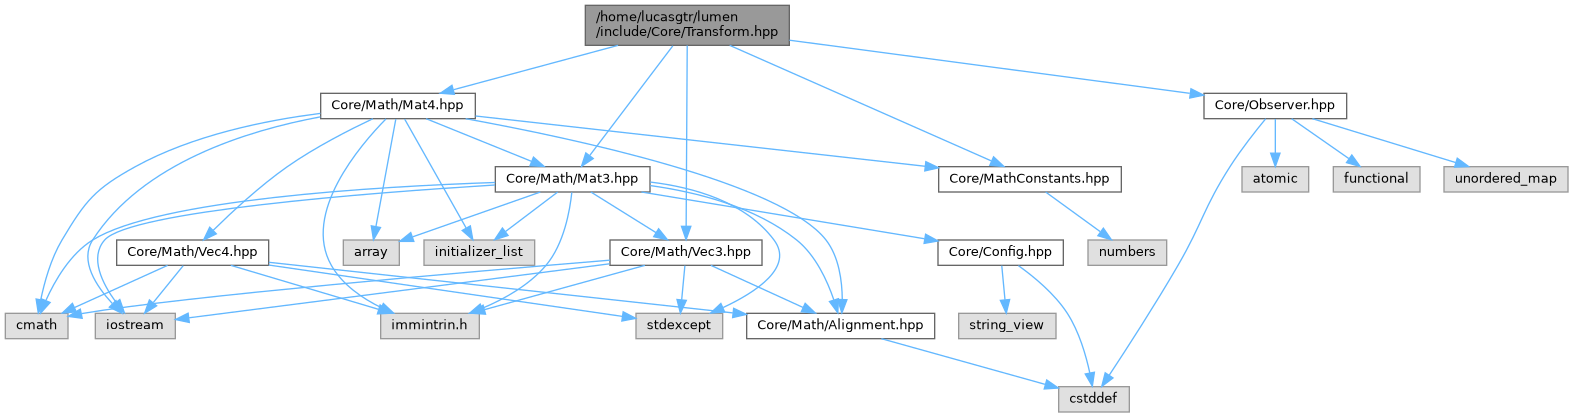 /home/lucasgtr/lumen
/include/Core/Transform.hpp
Core/Math/Mat4.hpp
Core/Observer.hpp
Core/Math/Mat3.hpp
Core/MathConstants.hpp
atomic
functional
unordered_map
Core/Math/Vec4.hpp
array
initializer_list
Core/Math/Vec3.hpp
Core/Config.hpp
numbers
cmath
iostream
immintrin.h
stdexcept
Core/Math/Alignment.hpp
string_view
cstddef